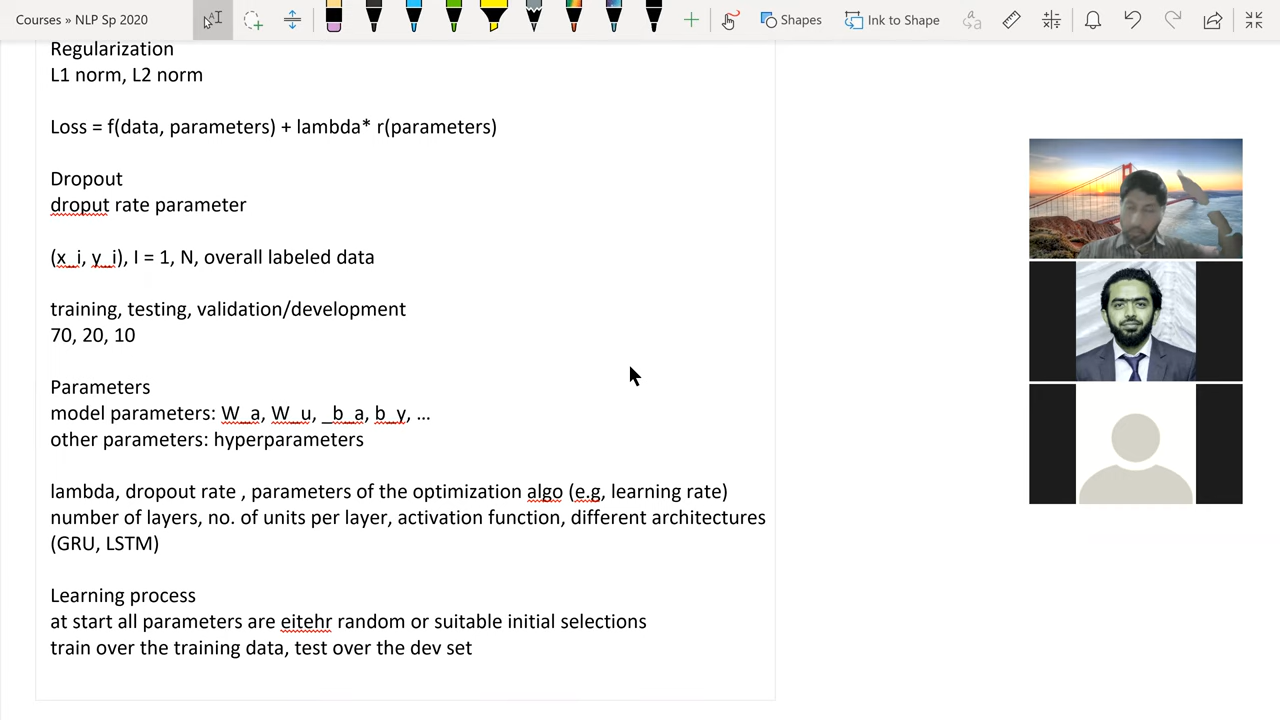 Courses » NLP Sp 2020
Shapes
Ink to Shape
Regularization
L1 norm, L2 norm
Loss = f(data, parameters) + lambda* r(parameters)
Dropout
droput rate parameter
(x_i, y_i), I = 1, N, overall labeled data
training, testing, validation/development
70, 20, 10
Parameters
model parameters: W_a, W_u, _b_a, b_y, ...
other parameters: hyperparameters
lambda, dropout rate , parameters of the optimization algo (e.g, learning rate)
number of layers, no. of units per layer, activation function, different architectures
(GRU, LSTM)
Learning process
at start all parameters are eitehr random or suitable initial selections
train over the training data, test over the dev set